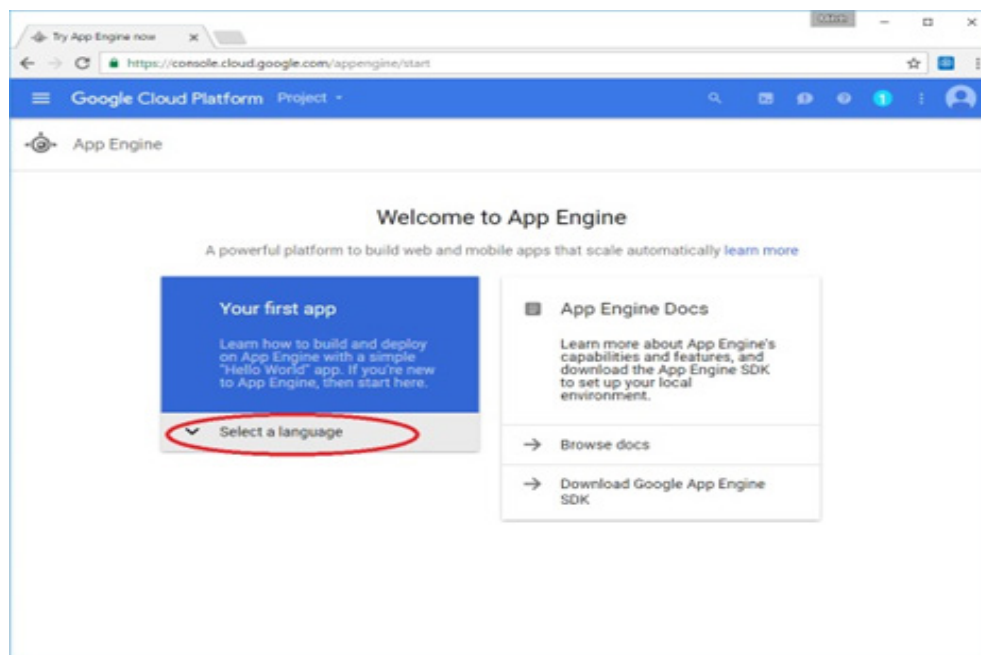 Try App Engine now
https://console.cloud.google.com/appengine/start
Google Cloud Platform Project
1
App Engine
Welcome to App Engine
A powerful platform to build web and mobile apps that scale automatically learn more
Your first app
Learn how to build and deploy
on App Engine with a simple
"Hello World" app. If you're new
to App Engine, then start here.
Select a language
App Engine Docs
Learn more about App Engine's
capabilities and features, and
download the App Engine SDK
to set up your local
environment.
Browse docs
Download Google App Engine
SDK